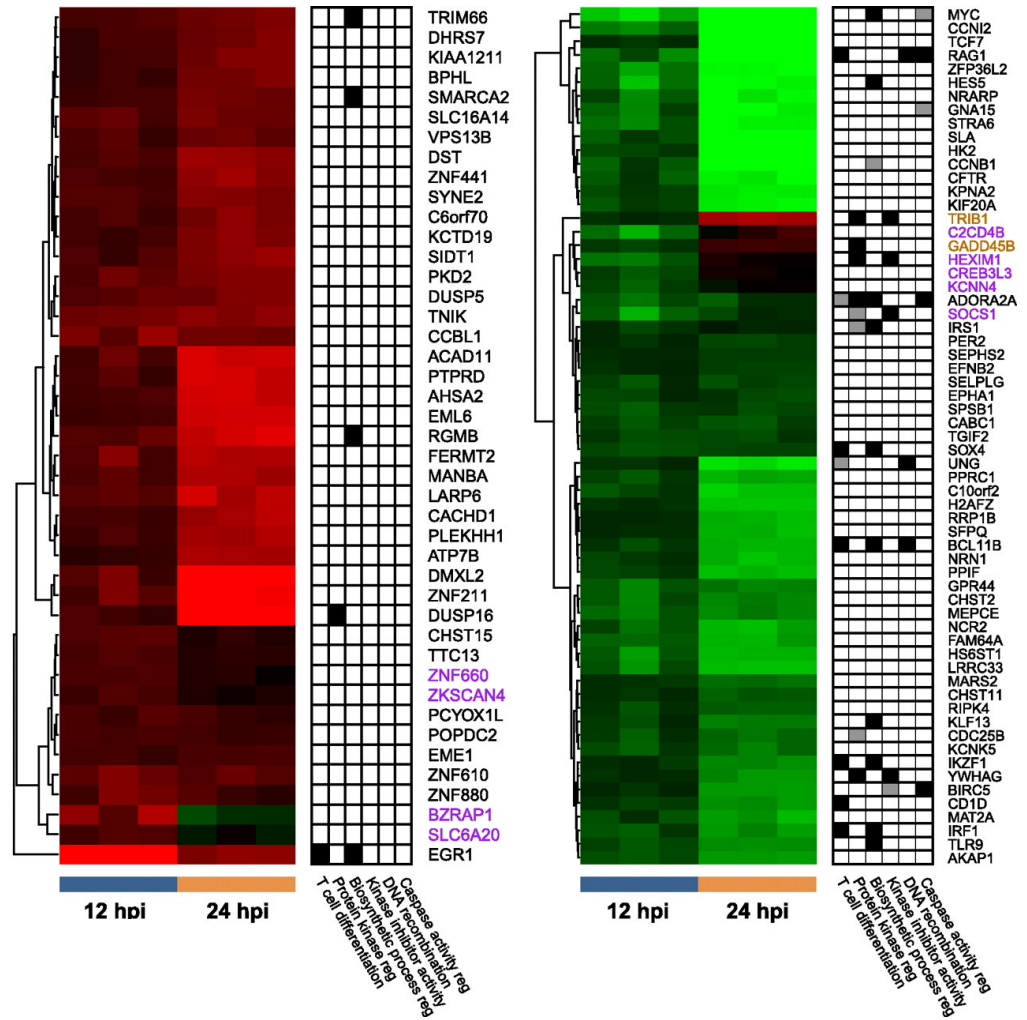 TRIM66
DHRS7
KIAA1211
BPHL
SMARCA2
SLC16A14
VPS13B
DST
ZNF441
SYNE2
C6orf70
KCTD19
SIDT1
PKD2
DUSP5
TNIK
CCBL1
ACAD11
PTPRD
AHSA2
EML6
RGMB
FERMT2
MANBA
LARP6
CACHD1
PLEKHH1
ATP7B
DMXL2
ZNF211
DUSP16
CHST15
TTC13
ZNF660
ZKSCAN4
PCYOX1L
POPDC2
EME1
ZNF610
ZNF880
BZRAP1
SLC6A20
EGR1
12 hpi
24 hpi
T cell differentiation
Protein kinase reg
Biosynthetic process reg
Kinase inhibitor activity
DNA recombination
Caspase activity reg
MYC
CCNI2
TCF7
RAG1
ZFP36L2
HES5
NRARP
GNA15
STRA6
SLA
HK2
CCNB1
CFTR
KPNA2
KIF20A
TRIB1
C2CD4B
GADD45B
HEXIM1
CREB3L3
KCNN4
ADORA2A
SOCS1
IRS1
PER2
SEPHS2
EFNB2
SELPLG
EPHA1
SPSB1
CABC1
TGIF2
SOX4
UNG
PPRC1
C10orf2
H2AFZ
RRP1B
SFPQ
BCL11B
NRN1
PPIF
GPR44
CHST2
MEPCE
NCR2
FAM64A
HS6ST1
LRRC33
MARS2
CHST11
RIPK4
KLF13
CDC25B
KCNK5
IKZF1
YWHAG
BIRC5
CD1D
MAT2A
IRF1
TLR9
AKAP1
12 hpi
24 hpi
T cell differentiation
Protein kinase reg
Biosynthetic process reg
Kinase inhibitor activity
DNA recombination
Caspase activity reg